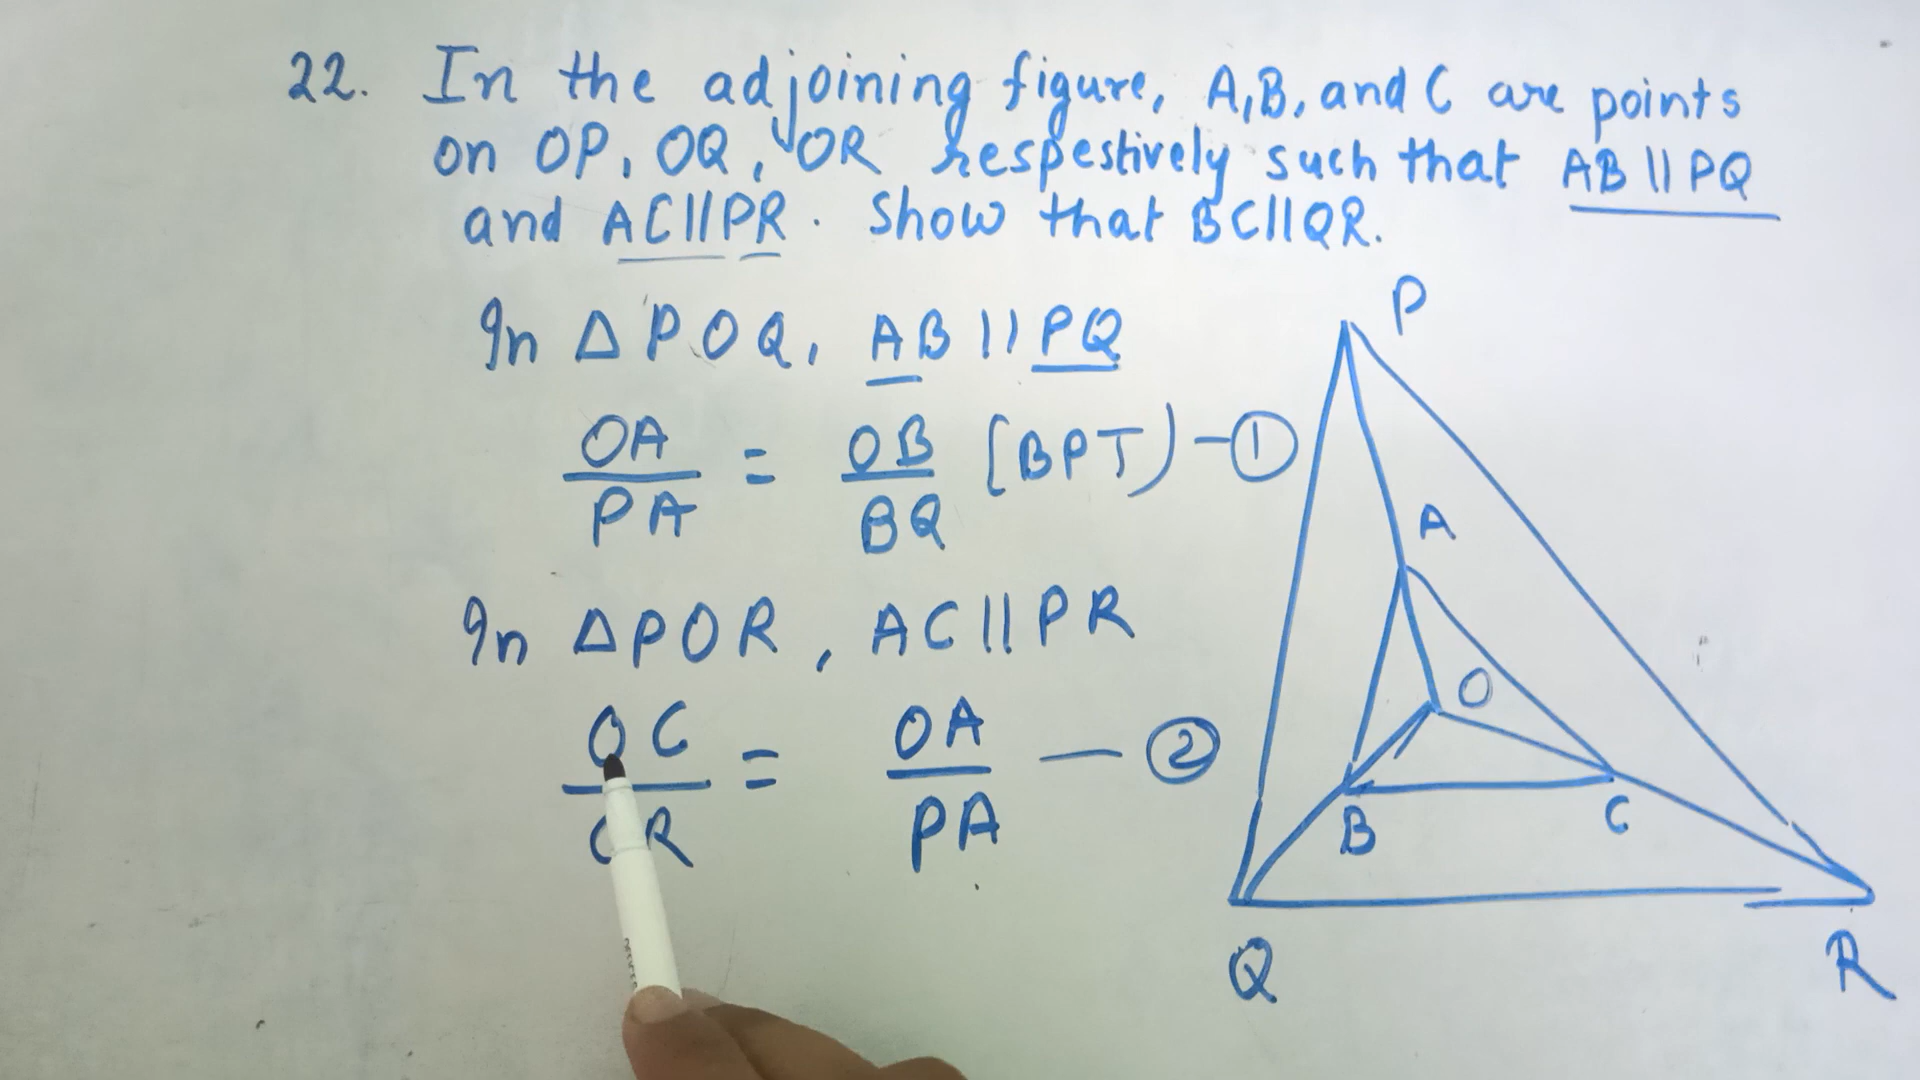 22. In the adjoining figure, A,B, and C are points
on OP, OQ, OR respestively such that AB || PQ
and AC||PR. Show that BC||QR.
In Δ POQ, AB || PQ
OA/PA = OB/BQ [BPT) - ①
In ΔPOR, AC||PR
OC/CR = OA/PA — ②
P
A
O
B
C
Q
R